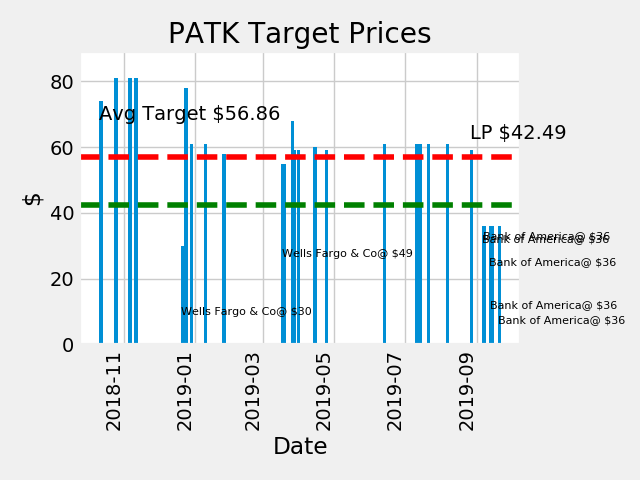 PATK Target Prices
80
Avg Target $56.86
LP $42.49
60
40
$
Bank of America@ $36
Bank of America@ $36
Wells Fargo & Co@ $49
Bank of America@ $36
20
Bank of America@ $36
Wells Fargo & Co@ $30
Bank of America@ $36
0
2018-11
2019-01
2019-03
2019-05
2019-07
2019-09
Date